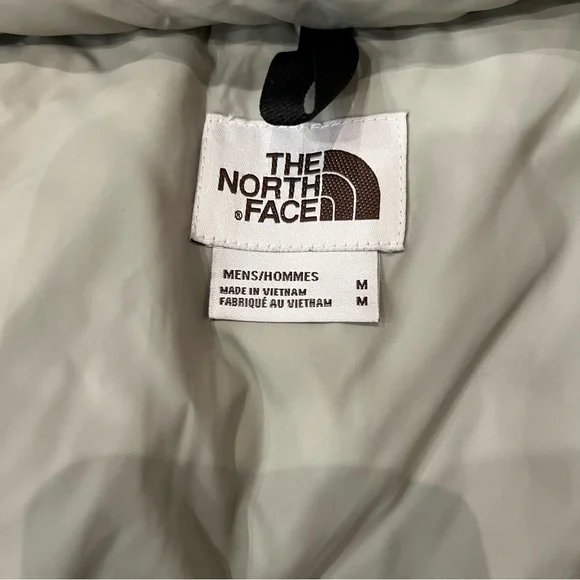 THE
NORTH
®FACE
MENS/HOMMES
MADE IN VIETNAM M
FABRIQUÉ AU VIETNAM M